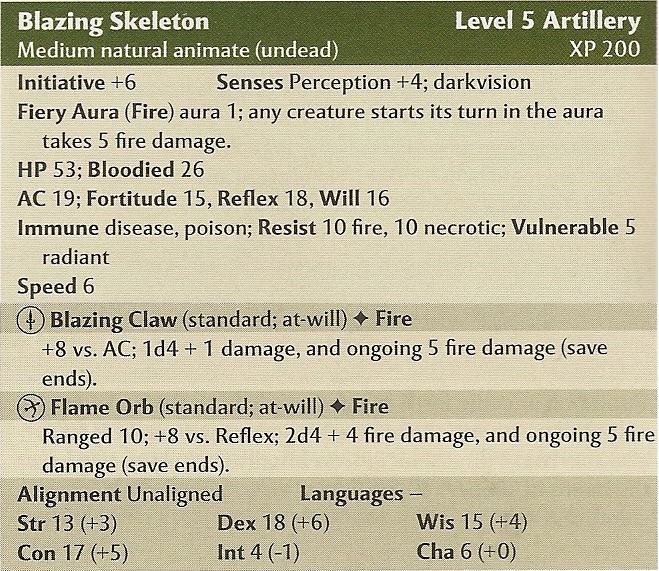 Blazing Skeleton Level 5 Artillery
Medium natural animate (undead) XP 200
Initiative +6 Senses Perception +4; darkvision
Fiery Aura (Fire) aura 1; any creature starts its turn in the aura
takes 5 fire damage.
HP 53; Bloodied 26
AC 19; Fortitude 15, Reflex 18, Will 16
Immune disease, poison; Resist 10 fire, 10 necrotic; Vulnerable 5
radiant
Speed 6
Blazing Claw (standard; at-will) ✦ Fire
+8 vs. AC; 1d4 + 1 damage, and ongoing 5 fire damage (save
ends).
Flame Orb (standard; at-will) ✦ Fire
Ranged 10; +8 vs. Reflex; 2d4 + 4 fire damage, and ongoing 5 fire
damage (save ends).
Alignment Unaligned Languages –
Str 13 (+3) Dex 18 (+6) Wis 15 (+4)
Con 17 (+5) Int 4 (-1) Cha 6 (+0)